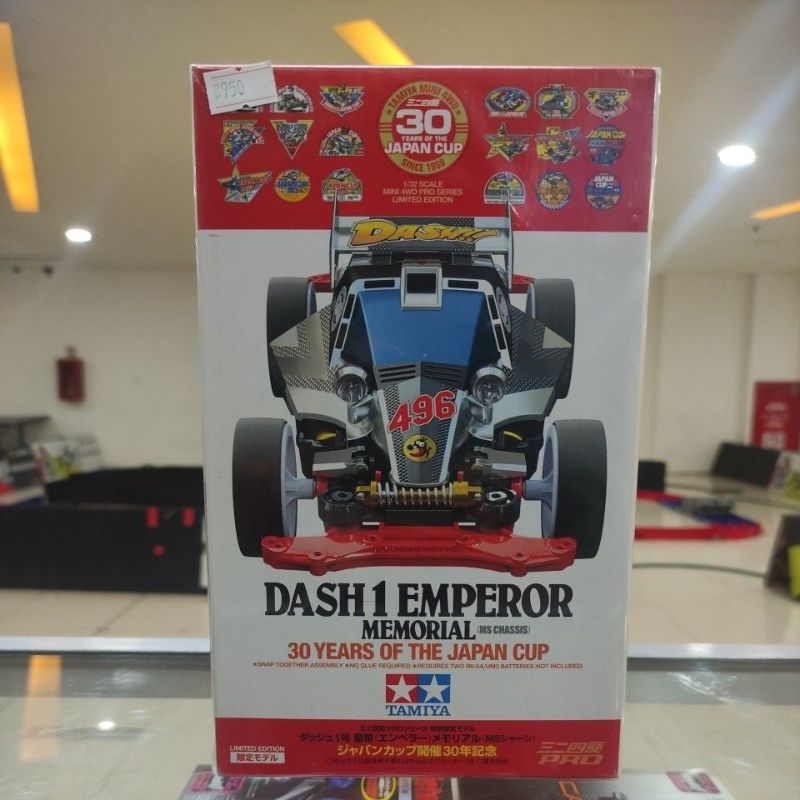 ₱950
TAMIYA MINI 4WD
ミニ四駆
30
YEARS OF THE
JAPAN CUP
SINCE 1988
1/32 SCALE
MINI 4WD PRO SERIES
LIMITED EDITION
JAPAN CUP
DASH!!
496
DASH 1 EMPEROR
MEMORIAL (MS CHASSIS)
30 YEARS OF THE JAPAN CUP
★SNAP TOGETHER ASSEMBLY ★NO GLUE REQUIRED ★REQUIRES TWO R6/AA/UM3 BATTERIES (NOT INCLUDED)
TAMIYA
ミニ四駆 PROシリーズ 特別限定モデル
ダッシュ1号 皇帝(エンペラー)メモリアル(MSシャーシ)
ジャパンカップ開催30年記念
LIMITED EDITION
限定モデル
ミニ四駆
PRO